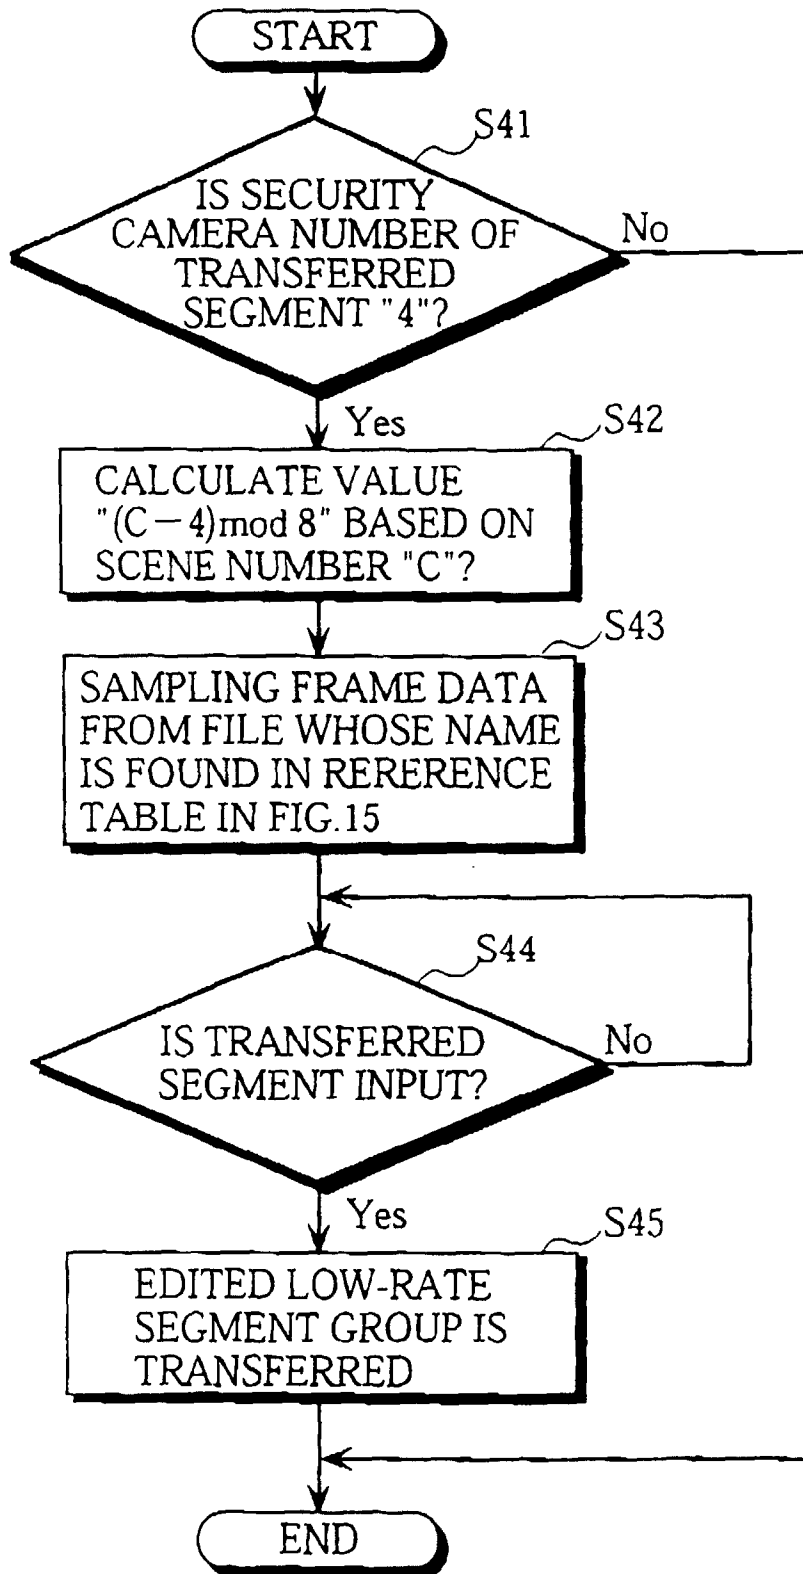 START
S41
IS SECURITY
CAMERA NUMBER OF
TRANSFERRED
SEGMENT "4"?
No
Yes
S42
CALCULATE VALUE
"(C－4)mod 8" BASED ON
SCENE NUMBER "C"?
S43
SAMPLING FRAME DATA
FROM FILE WHOSE NAME
IS FOUND IN RERERENCE
TABLE IN FIG.15
S44
IS TRANSFERRED
SEGMENT INPUT?
No
Yes
S45
EDITED LOW-RATE
SEGMENT GROUP IS
TRANSFERRED
END